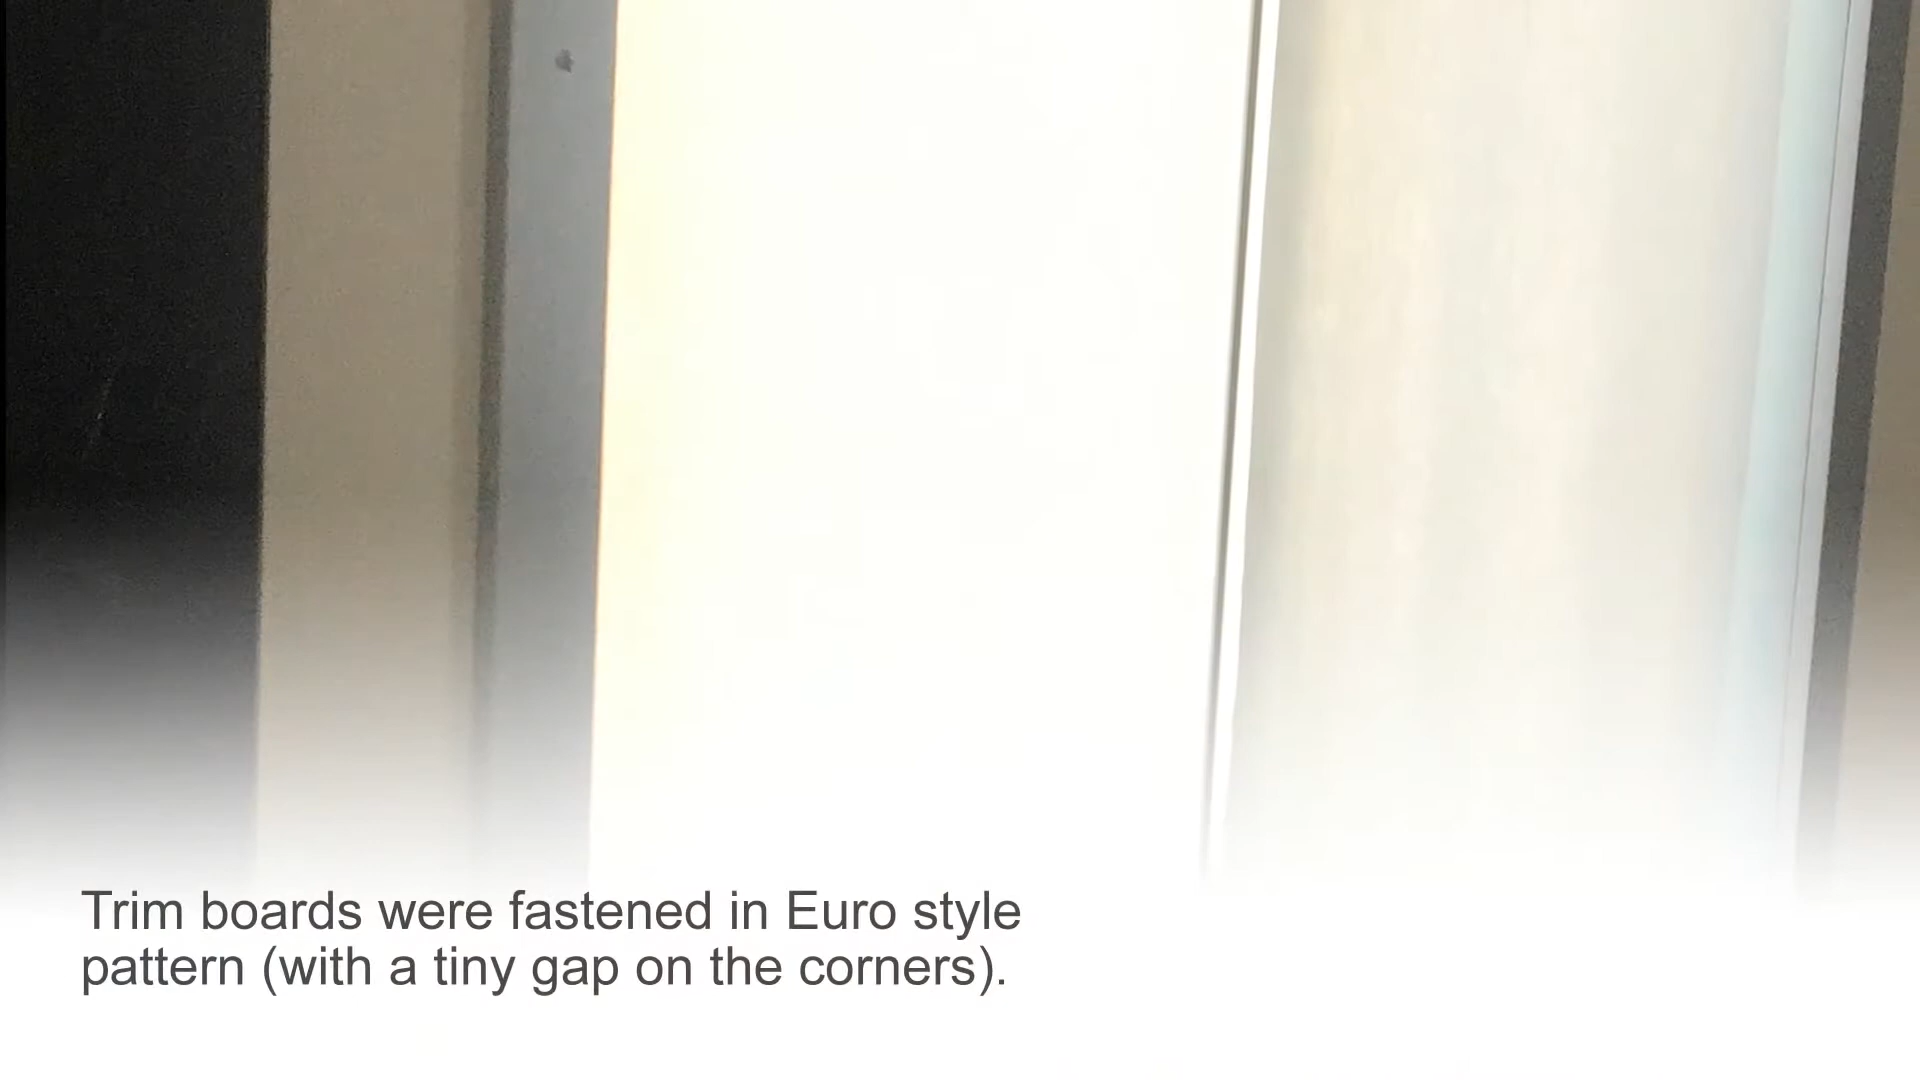 Trim boards were fastened in Euro style
pattern (with a tiny gap on the corners).